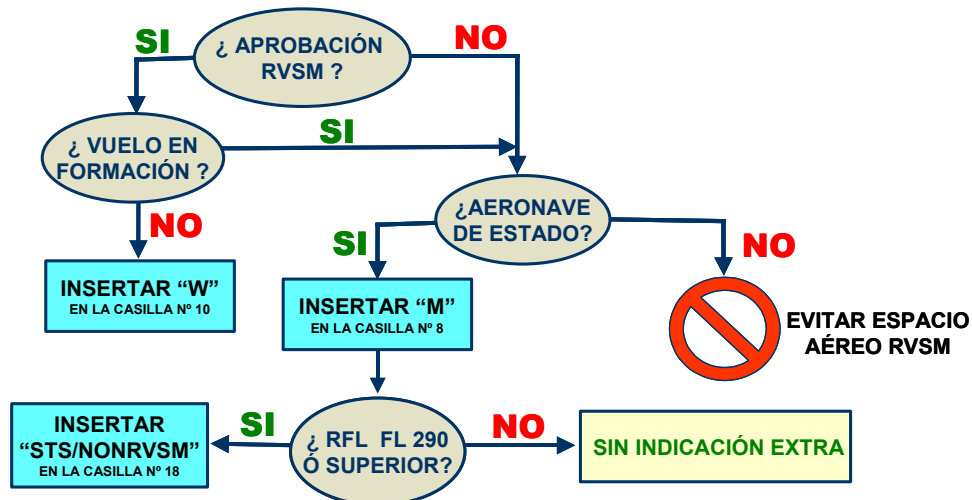 SI
¿ APROBACIÓN
RVSM ?
NO
¿ VUELO EN
FORMACIÓN ?
SI
NO
¿AERONAVE
DE ESTADO?
SI
NO
INSERTAR “W”
EN LA CASILLA Nº 10
INSERTAR “M”
EN LA CASILLA Nº 8
EVITAR ESPACIO
AÉREO RVSM
INSERTAR
“STS/NONRVSM”
EN LA CASILLA Nº 18
SI
¿ RFL FL 290
Ó SUPERIOR?
NO
SIN INDICACIÓN EXTRA